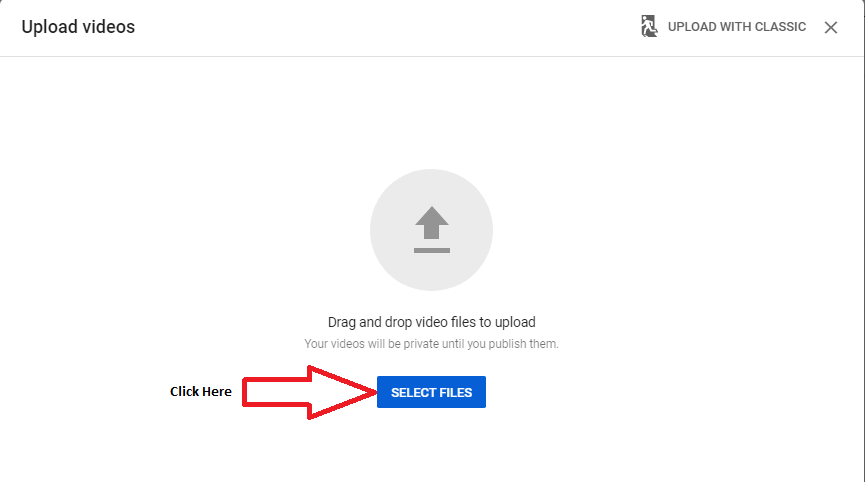 Upload videos
UPLOAD WITH CLASSIC
Drag and drop video files to upload
Your videos will be private until you publish them.
Click Here
SELECT FILES